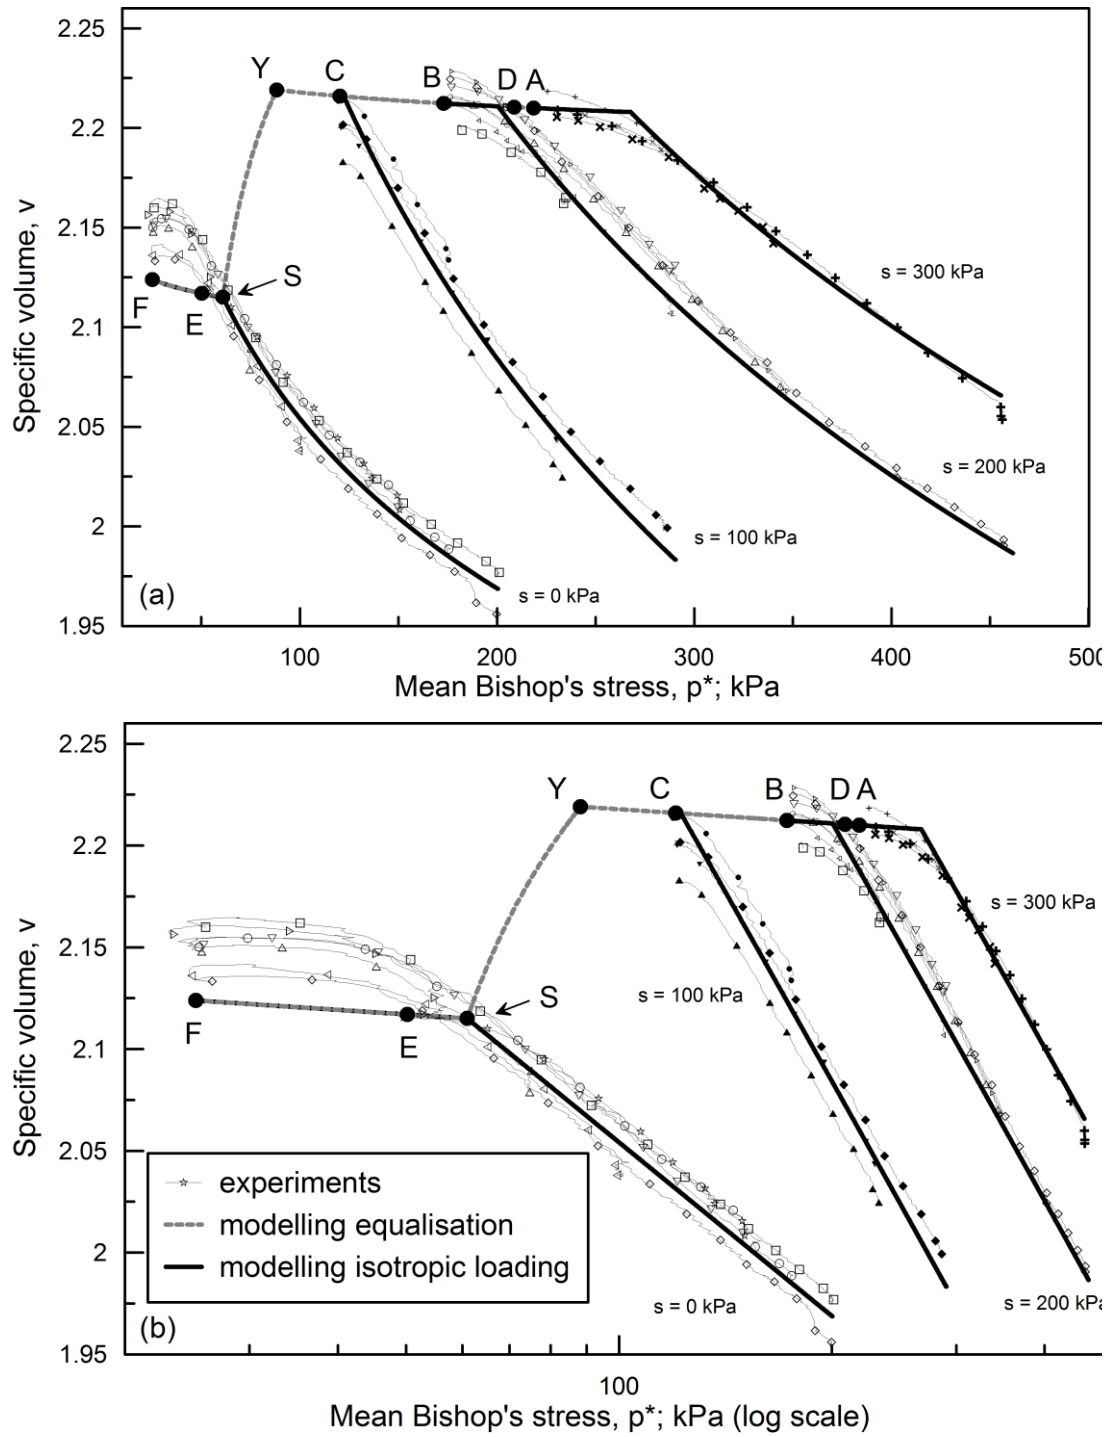 2.25
2.2
2.15
2.1
2.05
2
1.95
Specific volume, v
Y
C
B
D
A
F
E
S
s = 300 kPa
s = 200 kPa
s = 100 kPa
s = 0 kPa
(a)
100
200
300
400
500
Mean Bishop's stress, p*; kPa
2.25
2.2
2.15
2.1
2.05
2
1.95
Specific volume, v
Y
C
B
D
A
F
E
S
s = 300 kPa
s = 100 kPa
experiments
modelling equalisation
modelling isotropic loading
s = 0 kPa
s = 200 kPa
(b)
100
Mean Bishop's stress, p*; kPa (log scale)